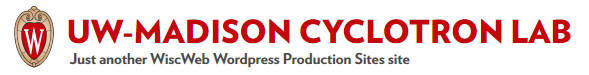 W
UW-MADISON CYCLOTRON LAB
Just another WiscWeb Wordpress Production Sites site